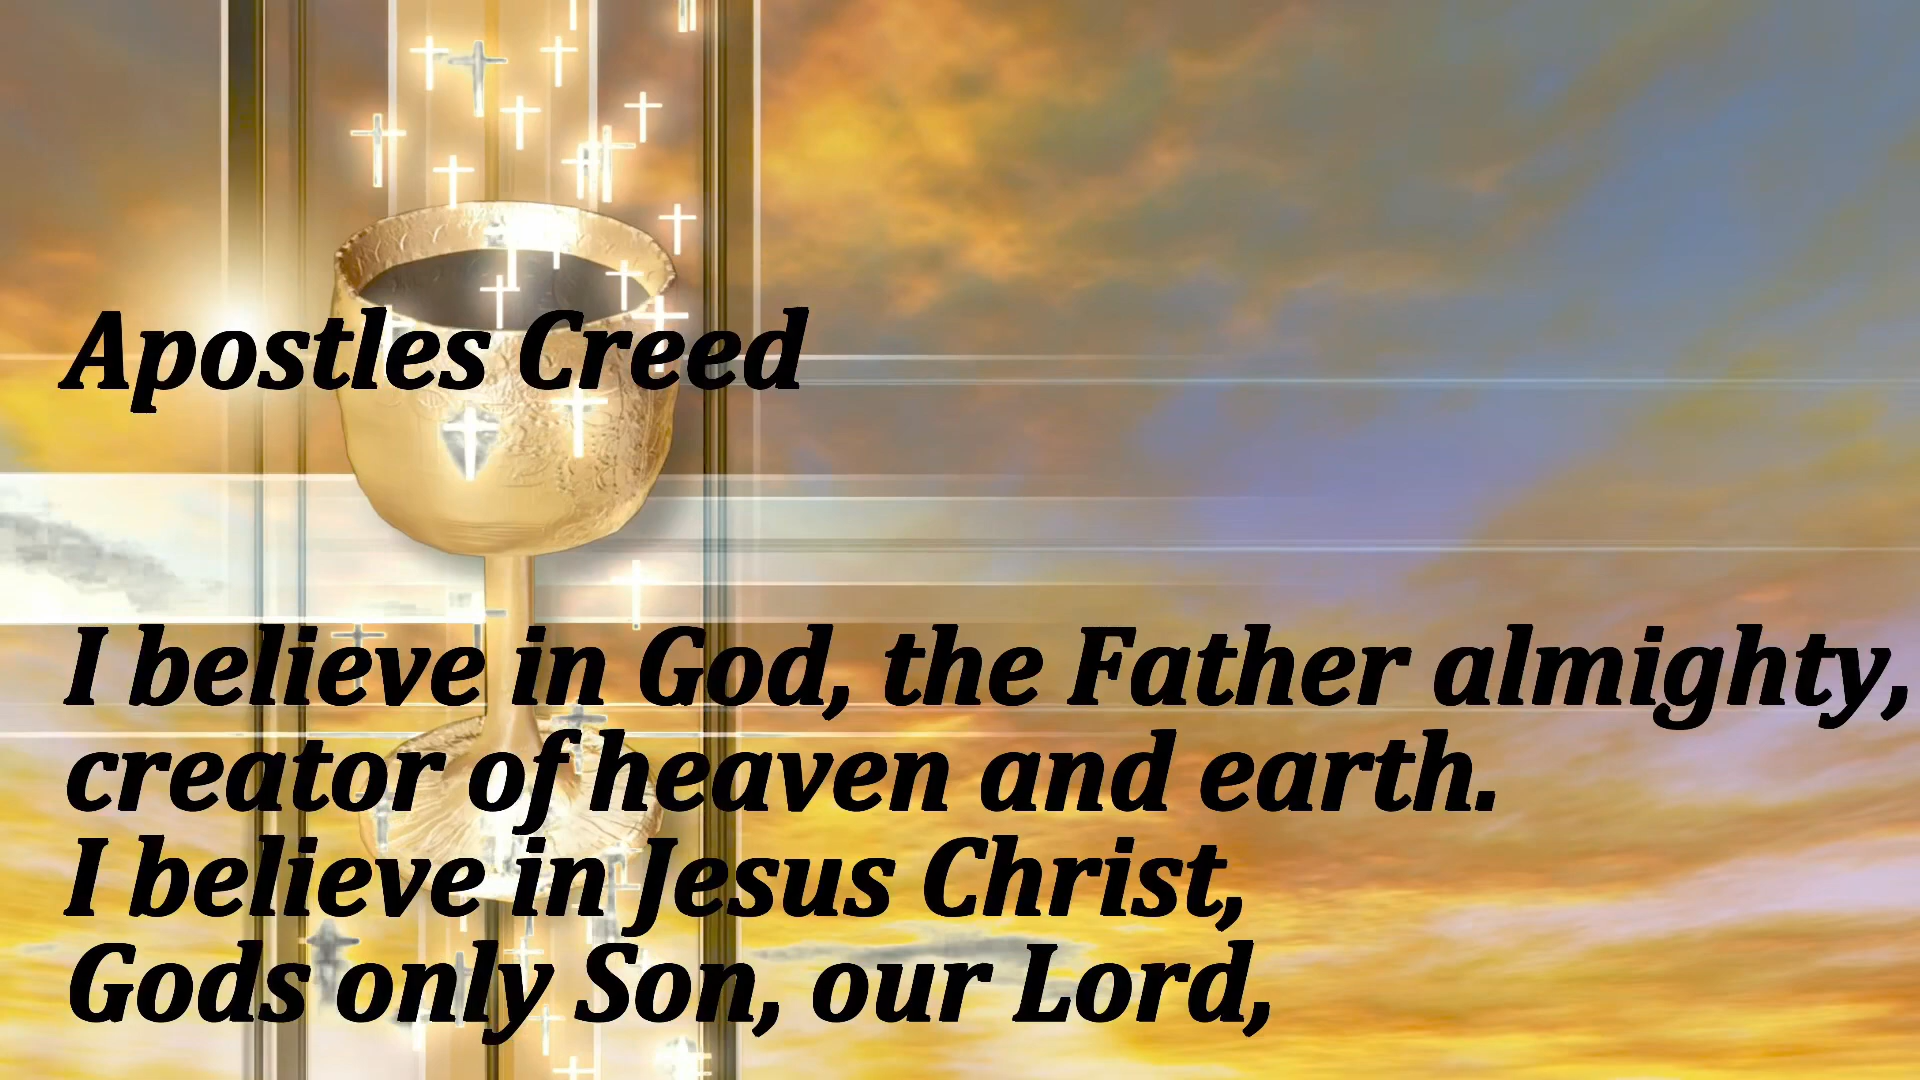 Apostles Creed
I believe in God, the Father almighty,
creator of heaven and earth.
I believe in Jesus Christ,
Gods only Son, our Lord,